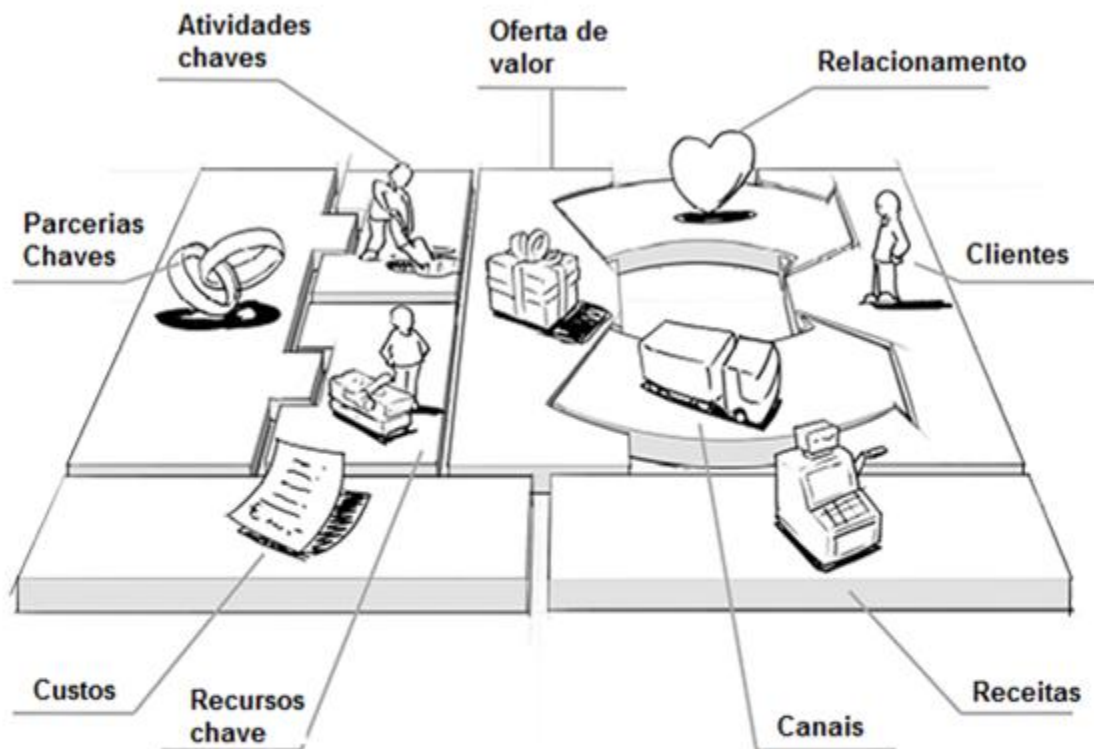 Atividades
chaves
Oferta de
valor
Relacionamento
Parcerias
Chaves
Clientes
Custos
Recursos
chave
Canais
Receitas